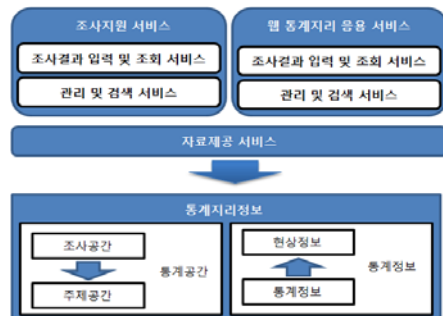 조사지원 서비스
조사결과 입력 및 조회 서비스
관리 및 검색 서비스
웹 통계지리 응용 서비스
조사결과 입력 및 조회 서비스
관리 및 검색 서비스
자료제공 서비스
통계지리정보
조사공간
통계공간
주제공간
현상정보
통계정보
통계정보